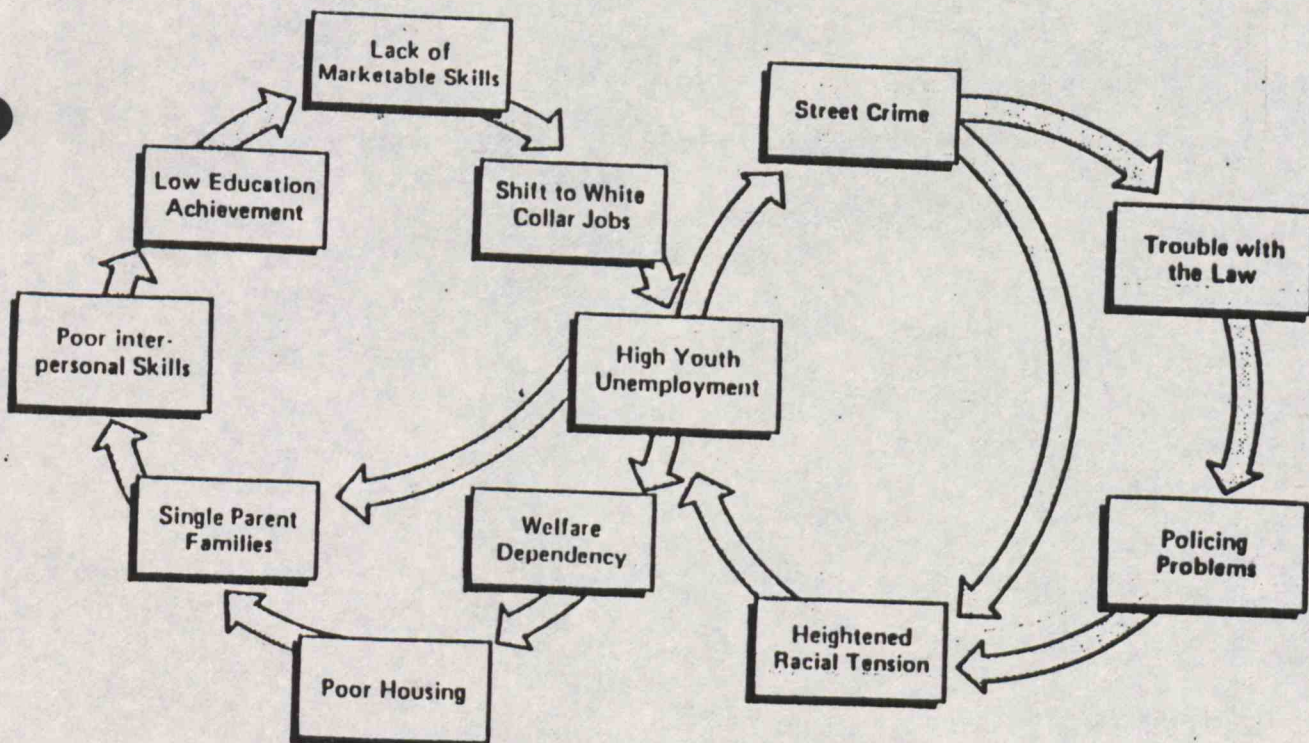 Lack of
Marketable Skills
Street Crime
Low Education
Achievement
Shift to White
Collar Jobs
Trouble with
the Law
Poor inter-
personal Skills
High Youth
Unemployment
Single Parent
Families
Welfare
Dependency
Policing
Problems
Heightened
Racial Tension
Poor Housing